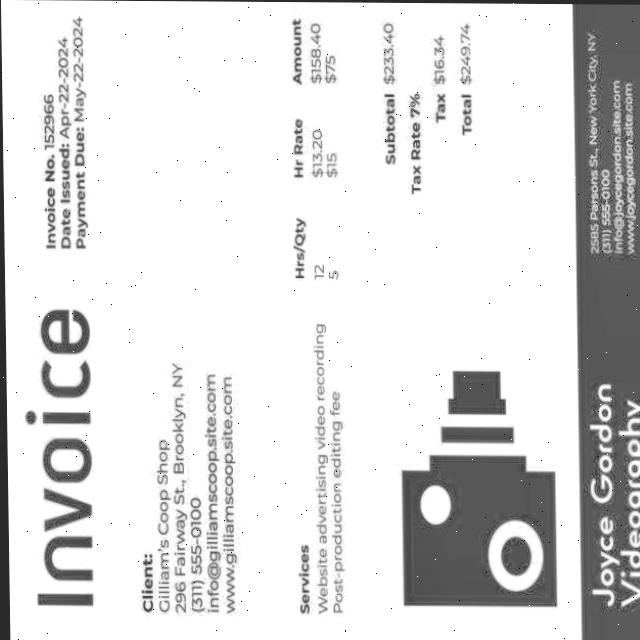 Invoice
Invoice No. 152966
Date Issued: Apr-22-2024
Payment Due: May-22-2024
Client:
Gilliam's Coop Shop
296 Fairway St., Brooklyn, NY
(311) 555-0100
info@gilliamscoop.site.com
www.gilliamscoop.site.com
Services Hrs/Qty Hr Rate Amount
Website advertising video recording 12 $13.20 $158.40
Post-production editing fee 5 $15 $75
Subtotal $233.40
Tax Rate 7%
Tax $16.34
Total $249.74
Joyce Gordon
Videography
2585 Parsons St., New York City, NY
(311) 555-0100
info@joycegordon.site.com
www.joycegordon.site.com